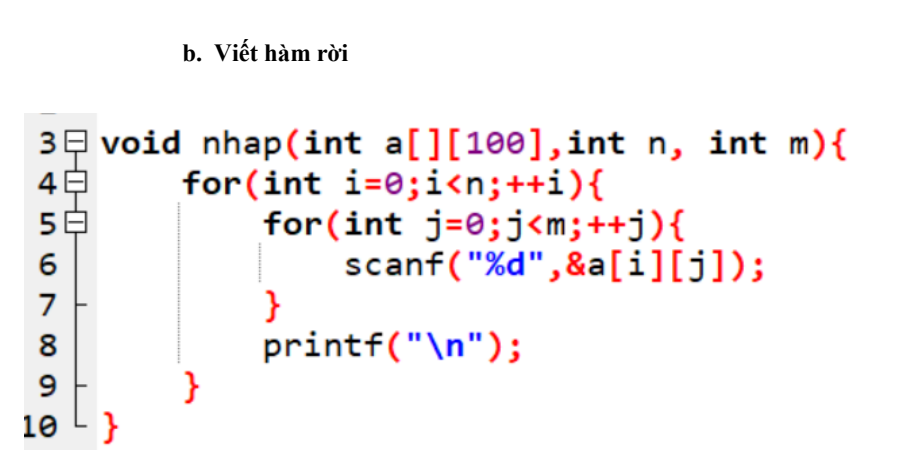 b. Viết hàm rời
3 void nhap(int a[][100],int n, int m){
4 for(int i=0;i<n;++i){
5 for(int j=0;j<m;++j){
6 scanf("%d",&a[i][j]);
7 }
8 printf("\n");
9 }
10 }